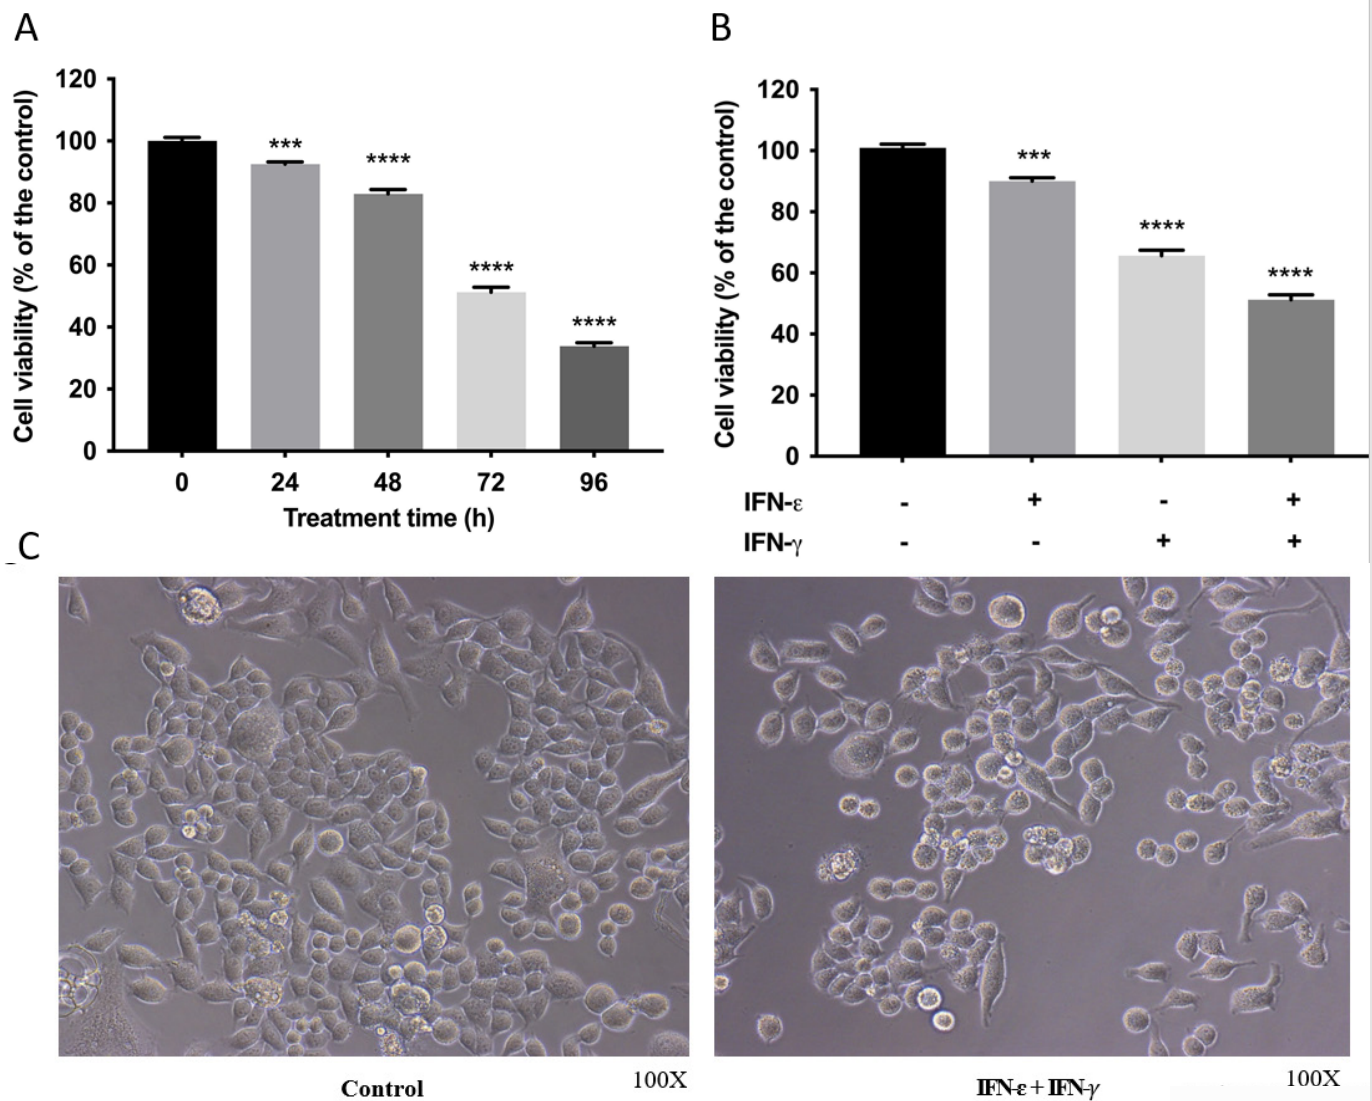 A
B
Cell viability (% of the control)
120
100
80
60
40
20
0
***
****
****
****
0 24 48 72 96
Treatment time (h)
Cell viability (% of the control)
120
100
80
60
40
20
0
***
****
****
IFN-ε - + - +
IFN-γ - - + +
C
Control
100X
IFN-ε + IFN-γ
100X